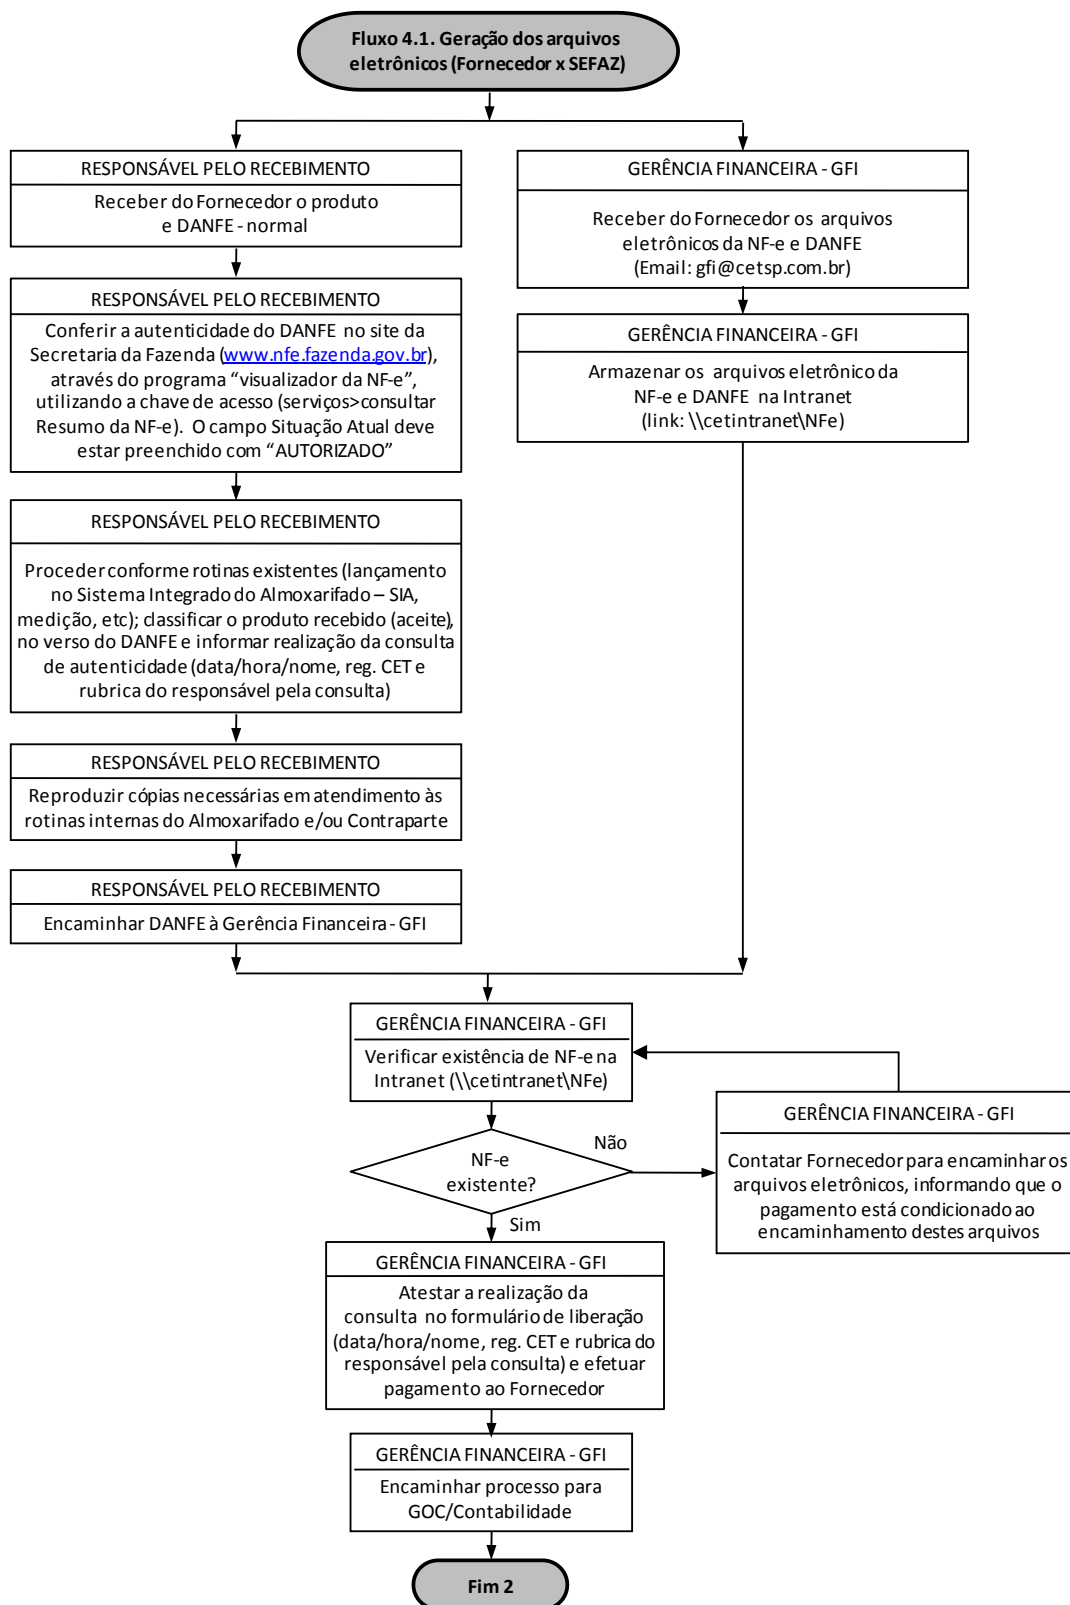 Fluxo 4.1. Geração dos arquivos
eletrônicos (Fornecedor x SEFAZ)
RESPONSÁVEL PELO RECEBIMENTO
Receber do Fornecedor o produto
e DANFE - normal
RESPONSÁVEL PELO RECEBIMENTO
Conferir a autenticidade do DANFE no site da
Secretaria da Fazenda (www.nfe.fazenda.gov.br),
através do programa “visualizador da NF-e”,
utilizando a chave de acesso (serviços>consultar
Resumo da NF-e). O campo Situação Atual deve
estar preenchido com “AUTORIZADO”
RESPONSÁVEL PELO RECEBIMENTO
Proceder conforme rotinas existentes (lançamento
no Sistema Integrado do Almoxarifado – SIA,
medição, etc); classificar o produto recebido (aceite),
no verso do DANFE e informar realização da consulta
de autenticidade (data/hora/nome, reg. CET e
rubrica do responsável pela consulta)
RESPONSÁVEL PELO RECEBIMENTO
Reproduzir cópias necessárias em atendimento às
rotinas internas do Almoxarifado e/ou Contraparte
RESPONSÁVEL PELO RECEBIMENTO
Encaminhar DANFE à Gerência Financeira - GFI
GERÊNCIA FINANCEIRA - GFI
Receber do Fornecedor os arquivos
eletrônicos da NF-e e DANFE
(Email: gfi@cetsp.com.br)
GERÊNCIA FINANCEIRA - GFI
Armazenar os arquivos eletrônico da
NF-e e DANFE na Intranet
(link: \\cetintranet\NFe)
GERÊNCIA FINANCEIRA - GFI
Verificar existência de NF-e na
Intranet (\\cetintranet\NFe)
NF-e
existente?
Não
GERÊNCIA FINANCEIRA - GFI
Contatar Fornecedor para encaminhar os
arquivos eletrônicos, informando que o
pagamento está condicionado ao
encaminhamento destes arquivos
Sim
GERÊNCIA FINANCEIRA - GFI
Atestar a realização da
consulta no formulário de liberação
(data/hora/nome, reg. CET e rubrica do
responsável pela consulta) e efetuar
pagamento ao Fornecedor
GERÊNCIA FINANCEIRA - GFI
Encaminhar processo para
GOC/Contabilidade
Fim 2